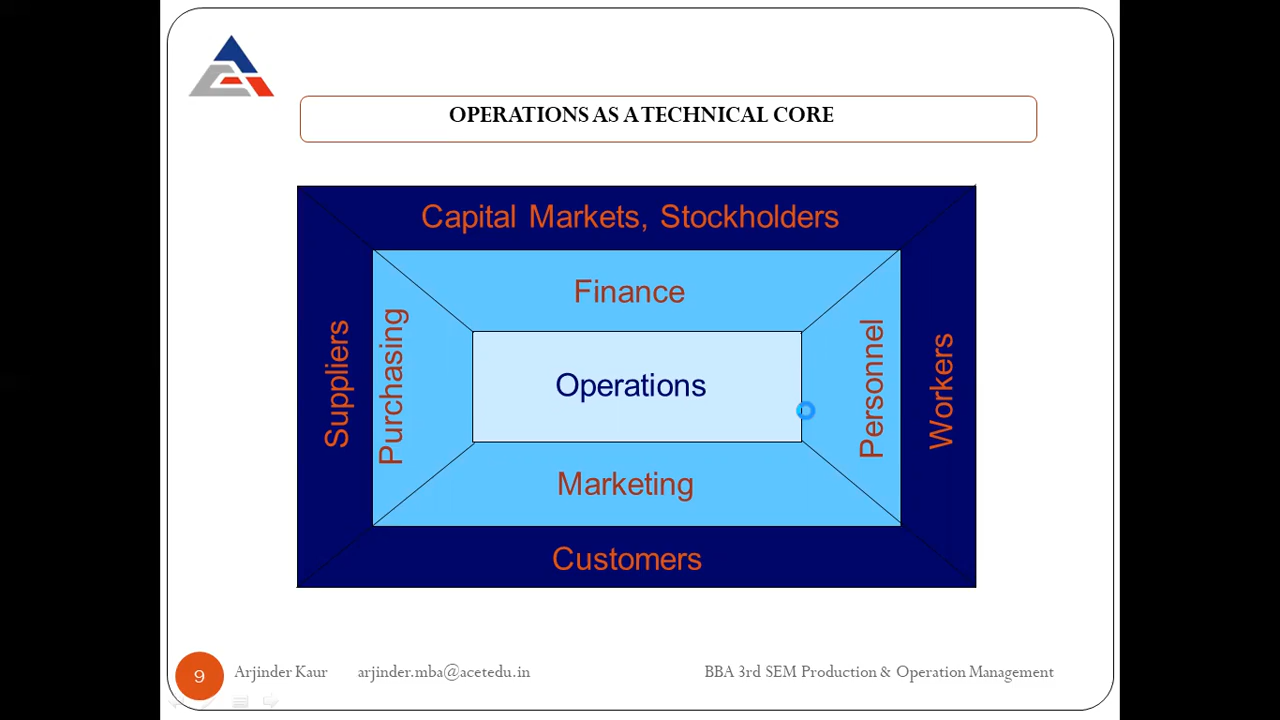 OPERATIONS AS A TECHNICAL CORE
Capital Markets, Stockholders
Finance
Suppliers
Purchasing
Operations
Personnel
Workers
Marketing
Customers
9
Arjinder Kaur arjinder.mba@acetedu.in BBA 3rd SEM Production & Operation Management